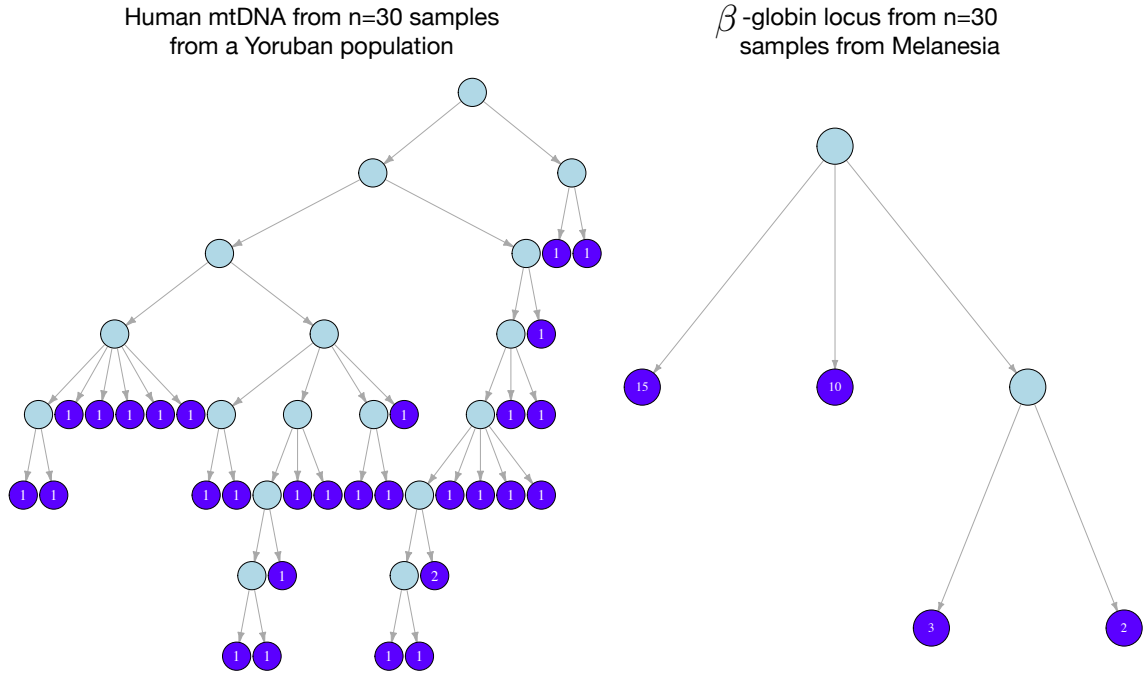 Human mtDNA from n=30 samples
from a Yoruban population
β-globin locus from n=30
samples from Melanesia
1 1
1
1 1 1 1 1 1 1 1
15 10
1 1 1 1 1 1 1 1 1 1 1 1
1 2
3 2
1 1 1 1